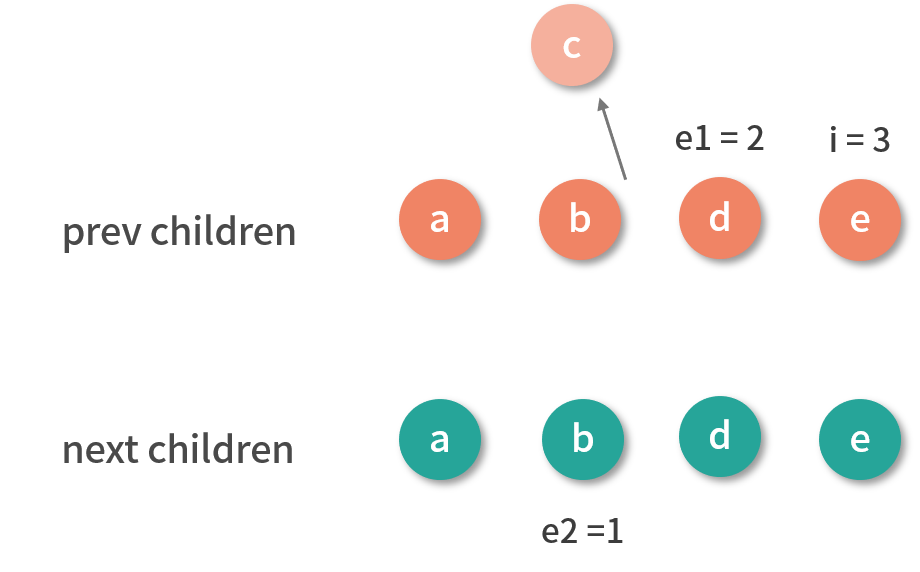 c
e1 = 2 i = 3
prev children a b d e
next children a b d e
e2 =1